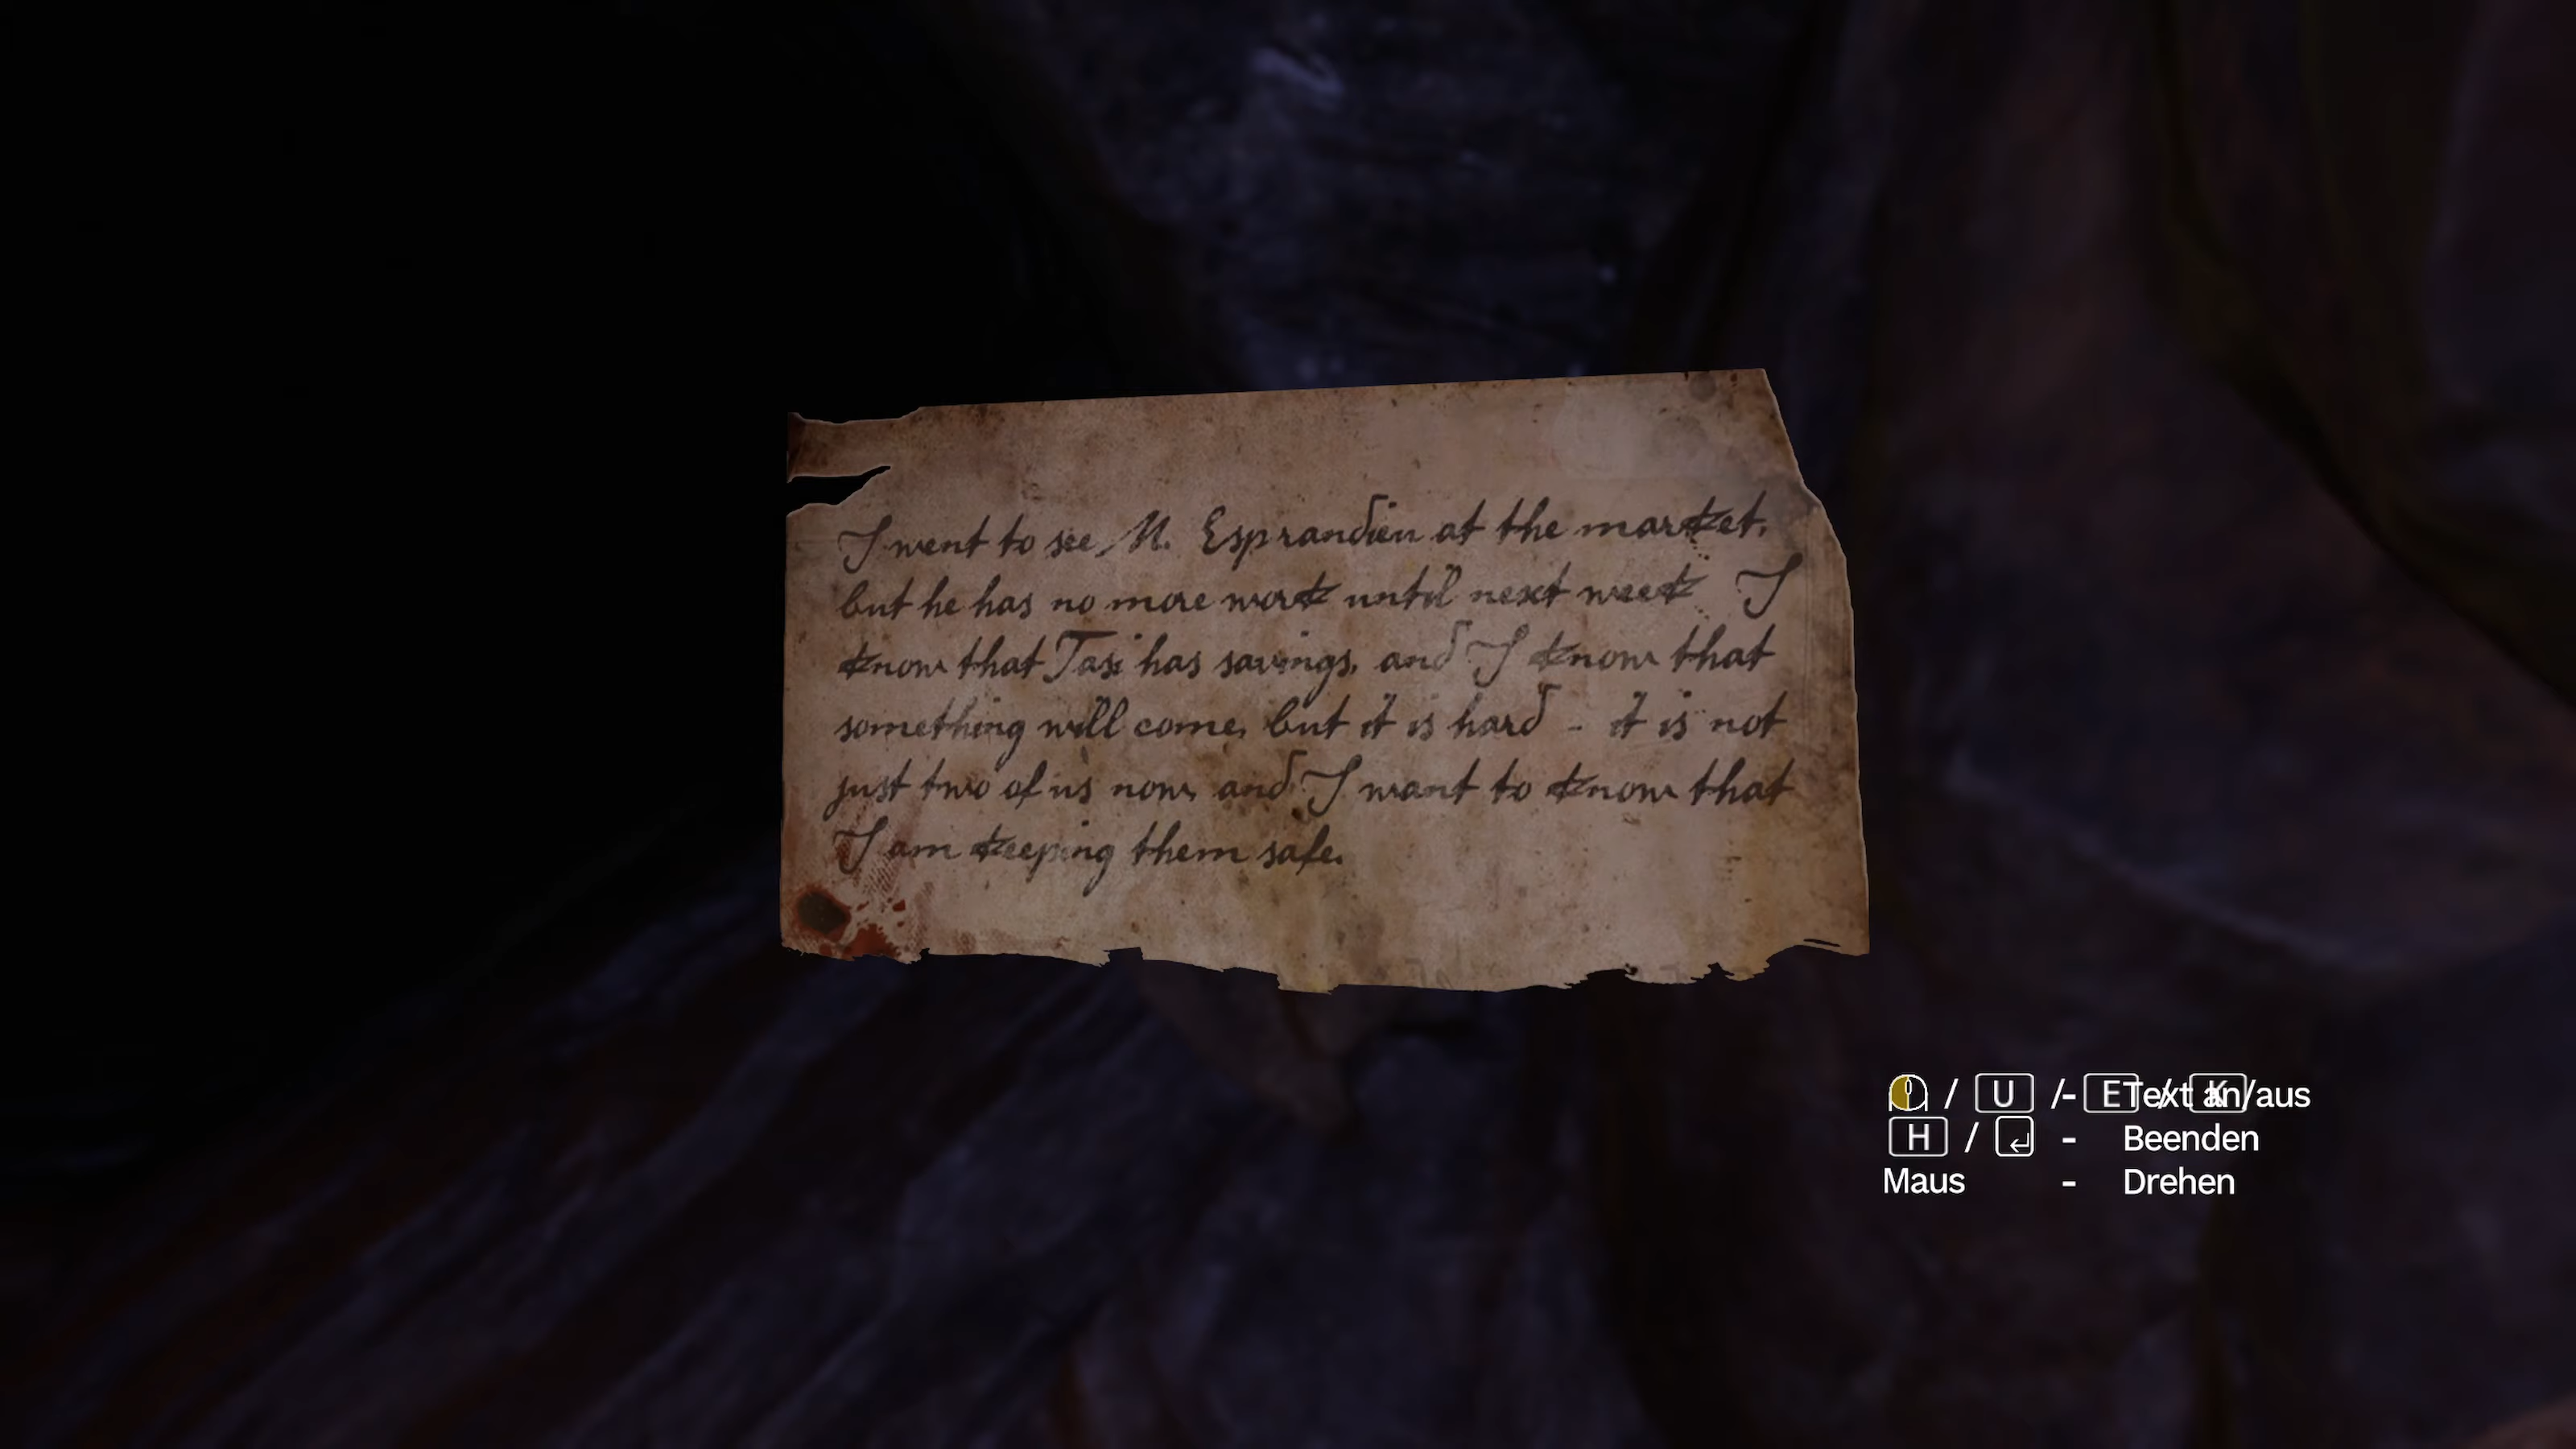 I went to see M. Esprandieu at the market,
but he has no more work until next week. I
know that Tasi has savings, and I know that
something will come, but it is hard - it is not
just two of us now, and I want to know that
I am keeping them safe.
/ U / - E / K Text an/aus
H / ↵ - Beenden
Maus - Drehen